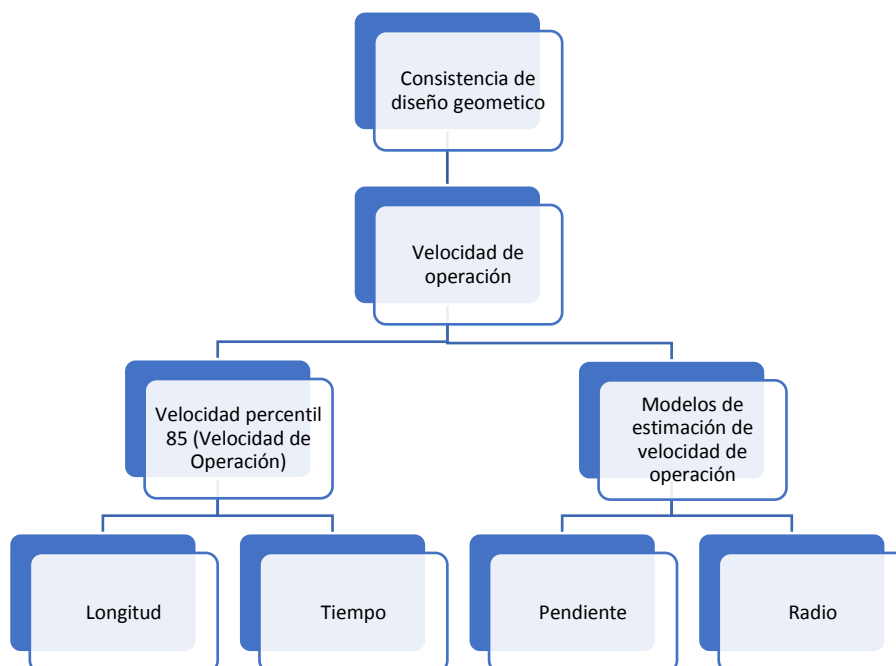 Consistencia de
diseño geometico
Velocidad de
operación
Velocidad percentil
85 (Velocidad de
Operación)
Modelos de
estimación de
velocidad de
operación
Longitud
Tiempo
Pendiente
Radio